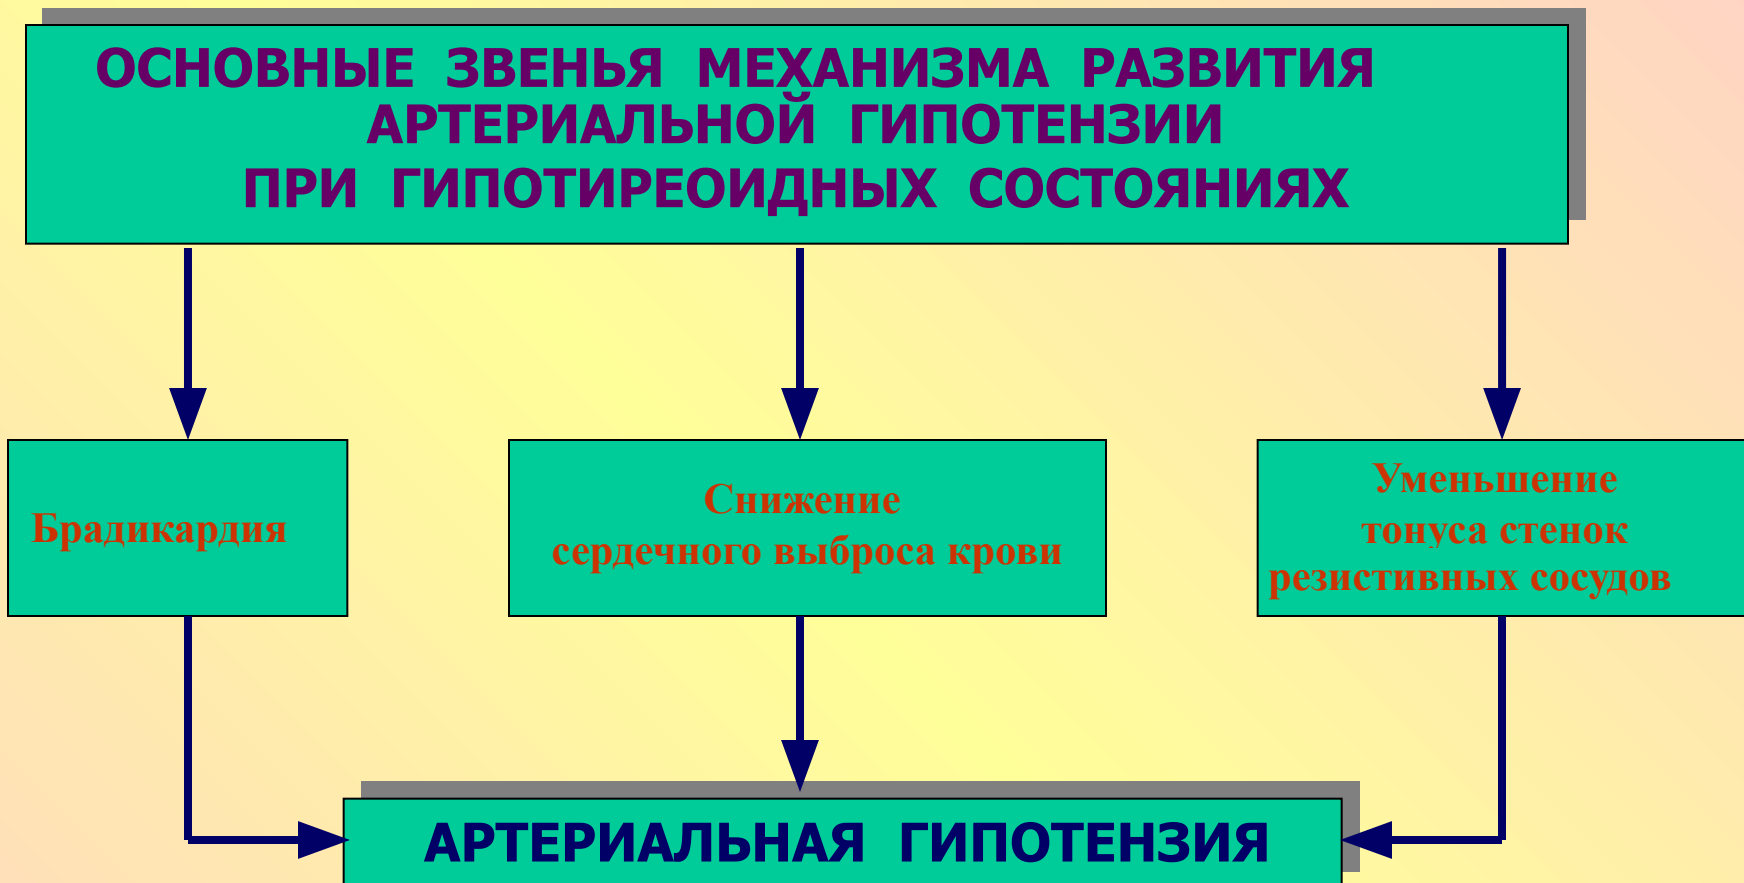 ОСНОВНЫЕ ЗВЕНЬЯ МЕХАНИЗМА РАЗВИТИЯ
АРТЕРИАЛЬНОЙ ГИПОТЕНЗИИ
ПРИ ГИПОТИРЕОИДНЫХ СОСТОЯНИЯХ
Брадикардия
Снижение
сердечного выброса крови
Уменьшение
тонуса стенок
резистивных сосудов
АРТЕРИАЛЬНАЯ ГИПОТЕНЗИЯ